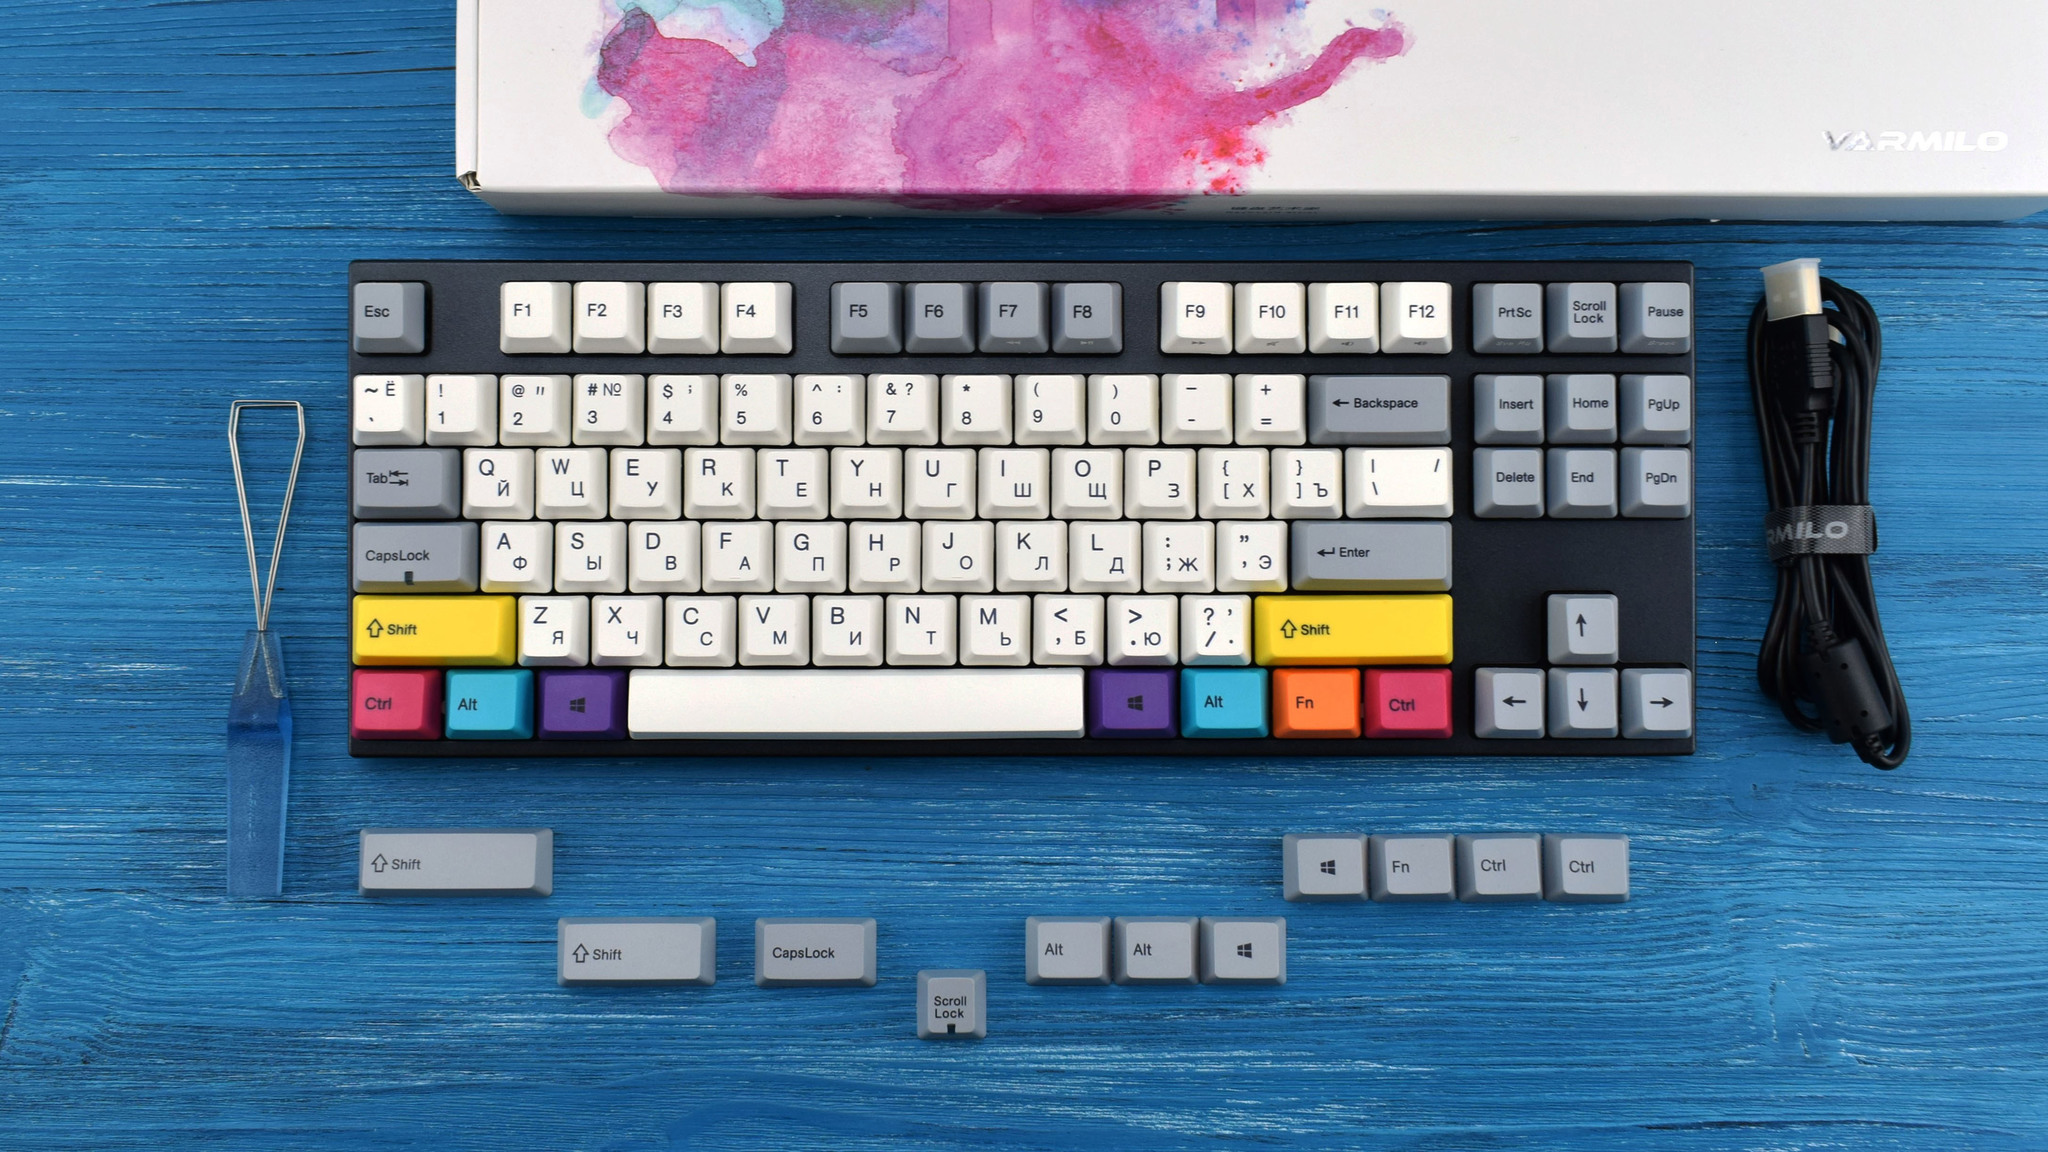 VARMILO
Esc F1 F2 F3 F4 F5 F6 F7 F8 F9 F10 F11 F12 PrtSc Scroll Lock Pause
~ Ё ! @ " # № $ ; % ^ : & ? * ( ) _ + ← Backspace Insert Home PgUp
` 1 2 3 4 5 6 7 8 9 0 - =
Tab Q W E R T Y U I O P { } | / Delete End PgDn
Й Ц У К Е Н Г Ш Щ З [ Х ] Ъ \
CapsLock A S D F G H J K L : " ↵ Enter
Ф Ы В А П Р О Л Д ; Ж ' Э
⇧ Shift Z X C V B N M < > ? , ⇧ Shift ↑
Я Ч С М И Т Ь , Б . Ю / .
Ctrl Alt Alt Fn Ctrl ← ↓ →
RMILO
⇧ Shift Fn Ctrl Ctrl
⇧ Shift CapsLock Alt Alt
Scroll
Lock